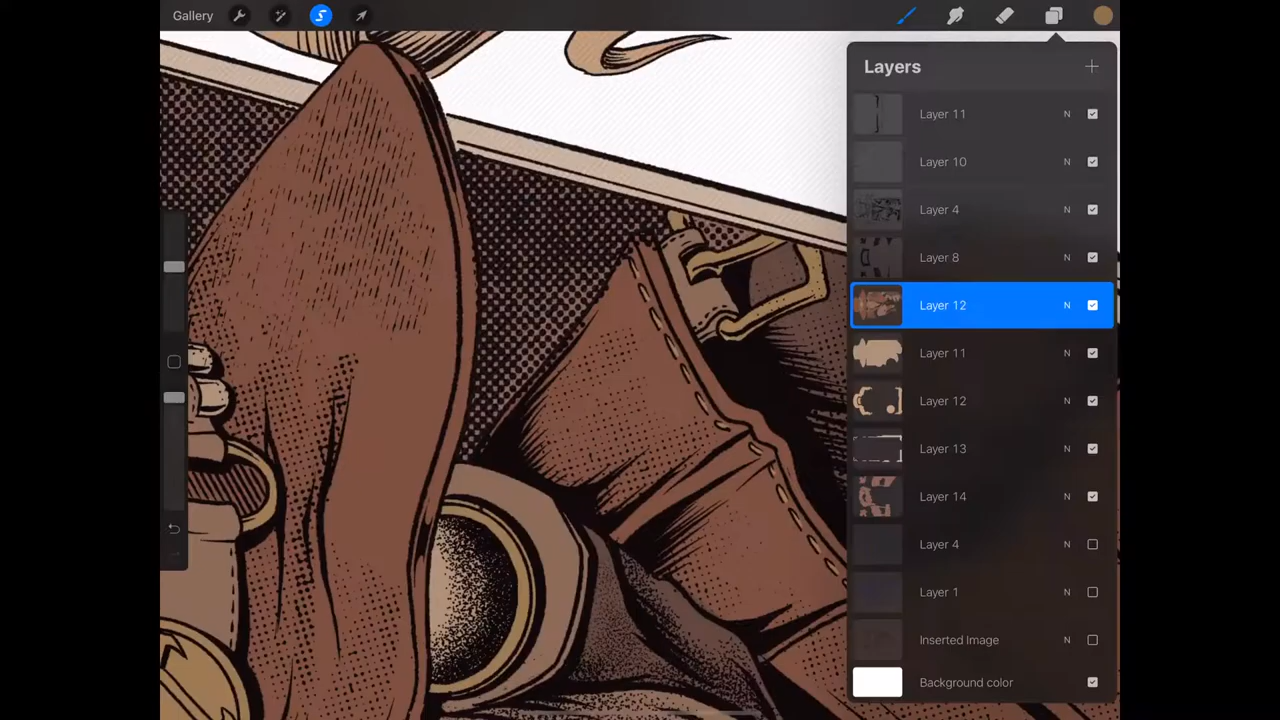 Gallery
Layers
Layer 11 N
Layer 10 N
Layer 4 N
Layer 8 N
Layer 12 N
Layer 11 N
Layer 12 N
Layer 13 N
Layer 14 N
Layer 4 N
Layer 1 N
Inserted Image N
Background color